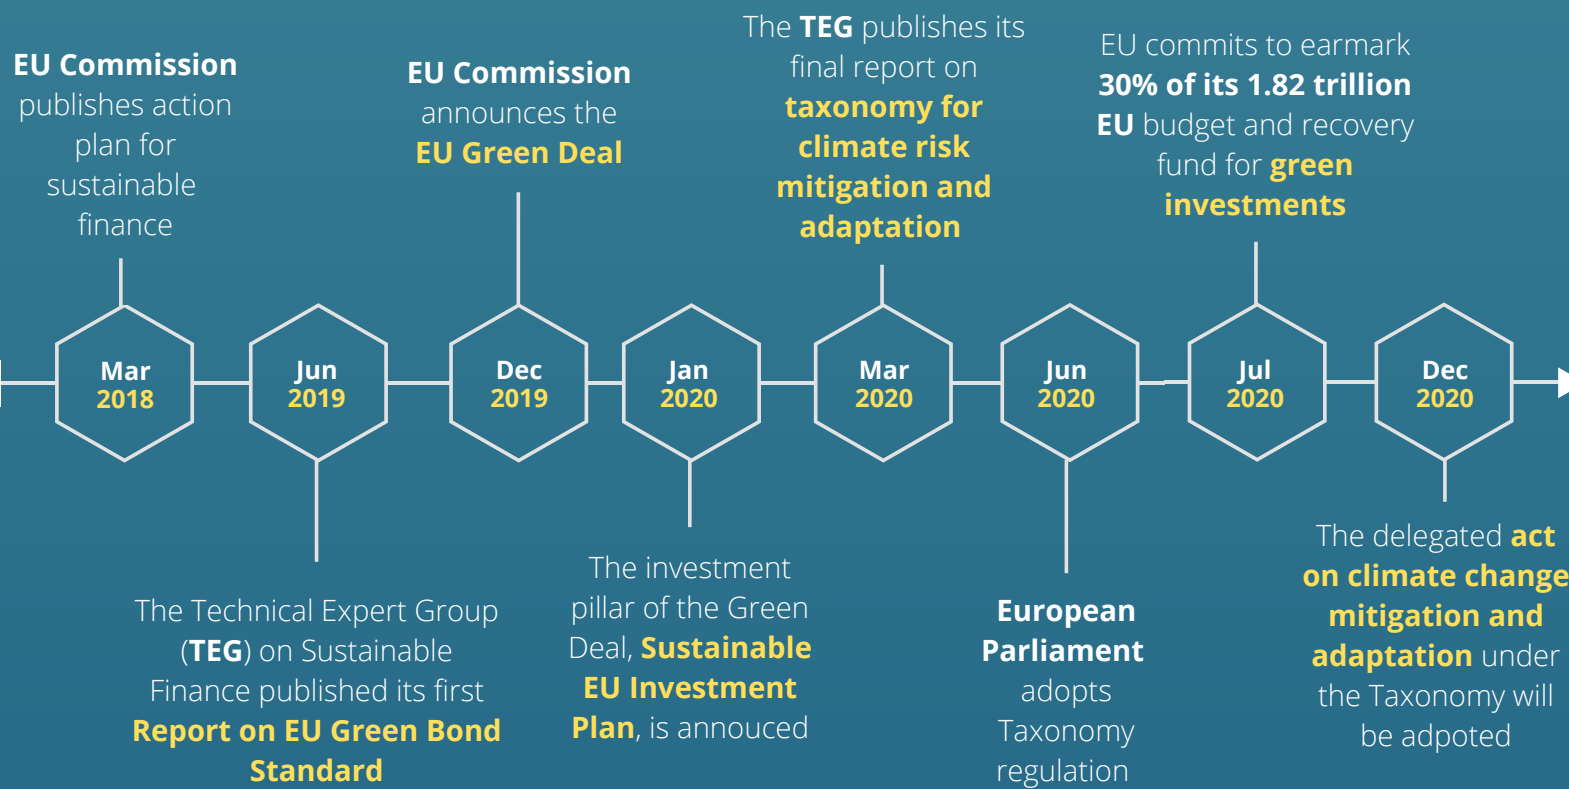 EU Commission
publishes action
plan for
sustainable
finance
EU Commission
announces the
EU Green Deal
The TEG publishes its
final report on
taxonomy for
climate risk
mitigation and
adaptation
EU commits to earmark
30% of its 1.82 trillion
EU budget and recovery
fund for green
investments
Mar
2018
Jun
2019
Dec
2019
Jan
2020
Mar
2020
Jun
2020
Jul
2020
Dec
2020
The Technical Expert Group
(TEG) on Sustainable
Finance published its first
Report on EU Green Bond
Standard
The investment
pillar of the Green
Deal, Sustainable
EU Investment
Plan, is annouced
European
Parliament
adopts
Taxonomy
regulation
The delegated act
on climate change
mitigation and
adaptation under
the Taxonomy will
be adpoted